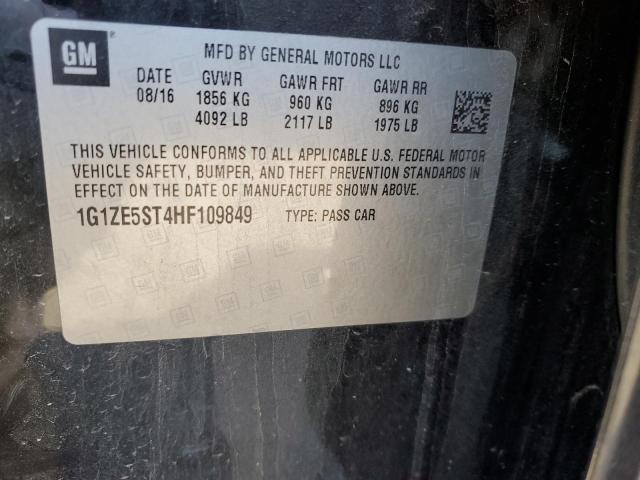 GM
MFD BY GENERAL MOTORS LLC
DATE GVWR GAWR FRT GAWR RR
08/16 1856 KG 960 KG 896 KG
4092 LB 2117 LB 1975 LB
THIS VEHICLE CONFORMS TO ALL APPLICABLE U.S. FEDERAL MOTOR
VEHICLE SAFETY, BUMPER, AND THEFT PREVENTION STANDARDS IN
EFFECT ON THE DATE OF MANUFACTURE SHOWN ABOVE.
1G1ZE5ST4HF109849 TYPE: PASS CAR